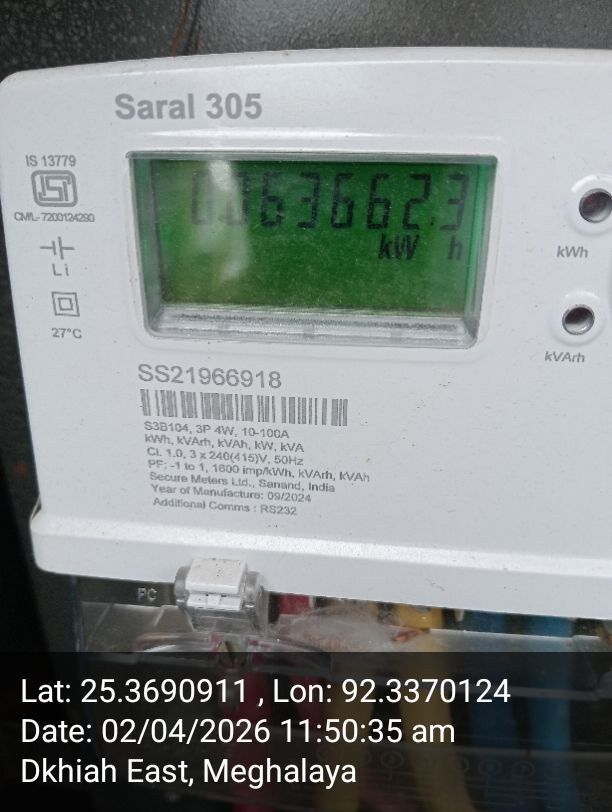 Saral 305
IS 13779
CM/L- 7200124290
Li
27°C
0063662.3
kW h
kWh
kVArh
SS21966918
S3B104, 3P 4W, 10-100A
kWh, kVArh, kVAh, kW, kVA
Cl. 1.0, 3 x 240(415)V, 50Hz
PF: -1 to 1, 1600 imp/kWh, kVArh, kVAh
Secure Meters Ltd., Sanand, India
Year of Manufacture: 09/2024
Additional Comms : RS232
PC
Lat: 25.3690911 , Lon: 92.3370124
Date: 02/04/2026 11:50:35 am
Dkhiah East, Meghalaya